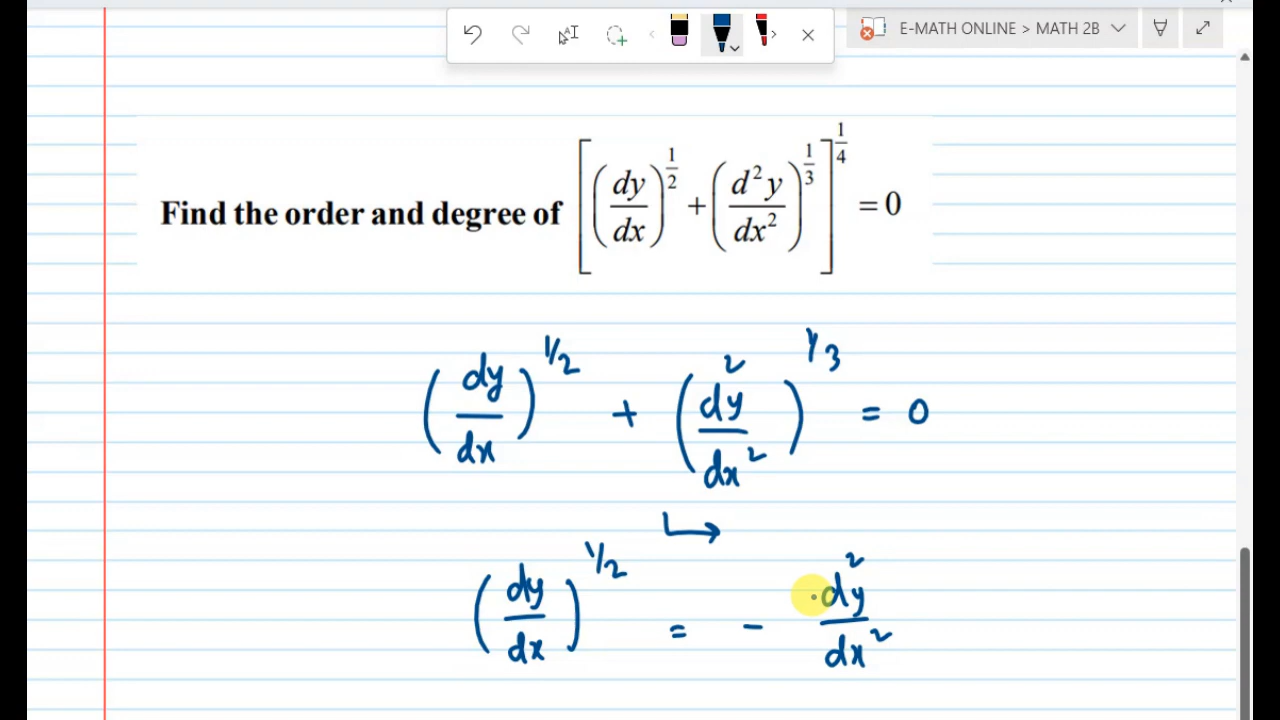 E-MATH ONLINE > MATH 2B
Find the order and degree of [(dy/dx)^(1/2) + (d²y/dx²)^(1/3)]^(1/4) = 0
(dy/dx)^(1/2) + (d²y/dx²)^(1/3) = 0
(dy/dx)^(1/2) = - d²y/dx²